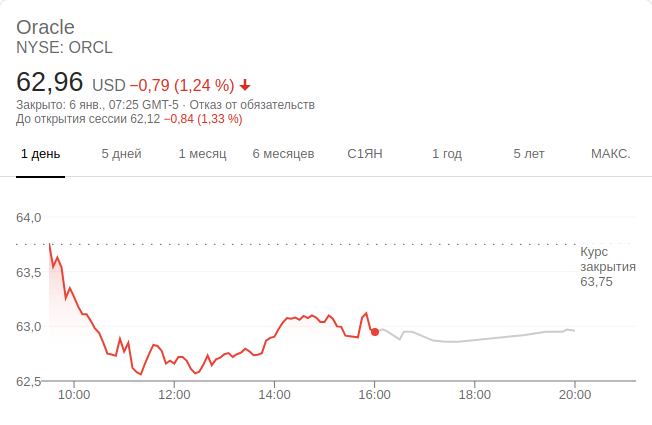 Oracle
NYSE: ORCL
62,96 USD −0,79 (1,24 %)
Закрыто: 6 янв., 07:25 GMT-5 · Отказ от обязательств
До открытия сессии 62,12 −0,84 (1,33 %)
1 день 5 дней 1 месяц 6 месяцев С1ЯН 1 год 5 лет МАКС.
64,0
Курс
закрытия
63,75
63,5
63,0
62,5
10:00 12:00 14:00 16:00 18:00 20:00